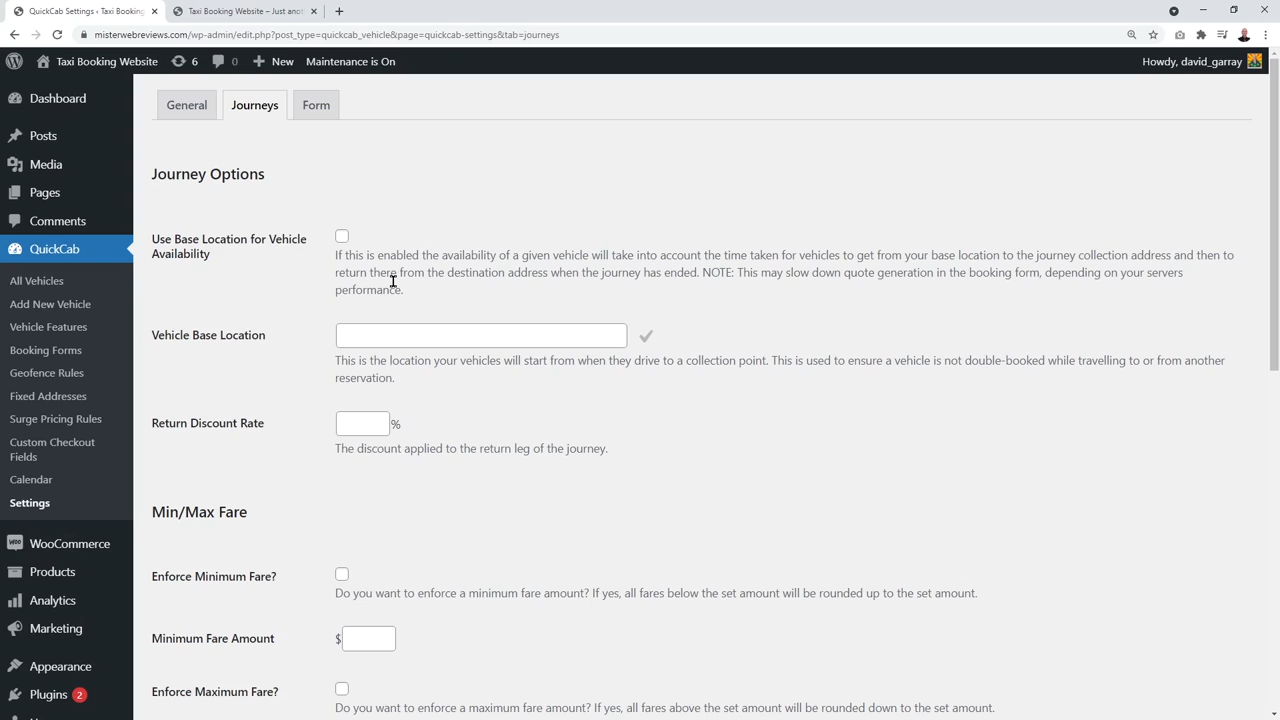 QuickCab Settings ‹ Taxi Booking
Taxi Booking Website – Just anot
misterwebreviews.com/wp-admin/edit.php?post_type=quickcab_vehicle&page=quickcab-settings&tab=journeys
Taxi Booking Website 6 0 New Maintenance is On Howdy, david_garray
Dashboard
Posts
Media
Pages
Comments
QuickCab
All Vehicles
Add New Vehicle
Vehicle Features
Booking Forms
Geofence Rules
Fixed Addresses
Surge Pricing Rules
Custom Checkout
Fields
Calendar
Settings
WooCommerce
Products
Analytics
Marketing
Appearance
Plugins 2
General Journeys Form
Journey Options
Use Base Location for Vehicle
Availability
If this is enabled the availability of a given vehicle will take into account the time taken for vehicles to get from your base location to the journey collection address and then to
return there from the destination address when the journey has ended. NOTE: This may slow down quote generation in the booking form, depending on your servers
performance.
Vehicle Base Location
This is the location your vehicles will start from when they drive to a collection point. This is used to ensure a vehicle is not double-booked while travelling to or from another
reservation.
Return Discount Rate %
The discount applied to the return leg of the journey.
Min/Max Fare
Enforce Minimum Fare?
Do you want to enforce a minimum fare amount? If yes, all fares below the set amount will be rounded up to the set amount.
Minimum Fare Amount $
Enforce Maximum Fare?
Do you want to enforce a maximum fare amount? If yes, all fares above the set amount will be rounded down to the set amount.